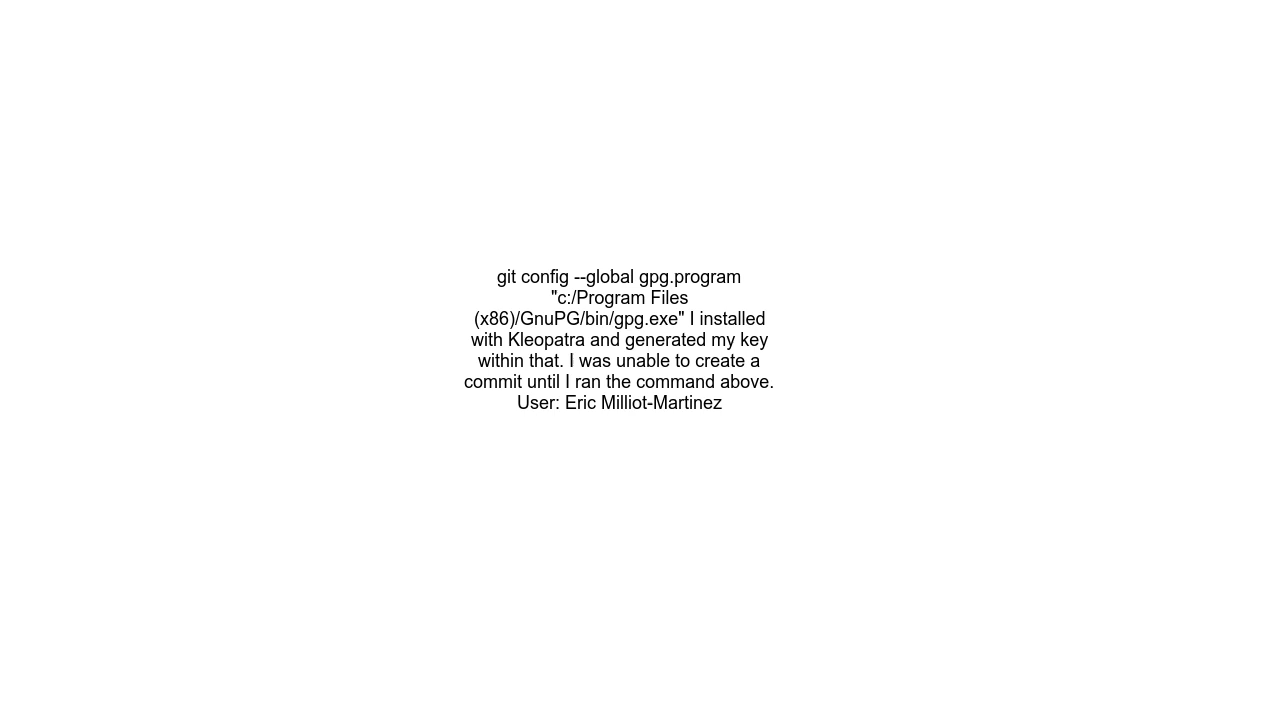 git config --global gpg.program
"c:/Program Files
(x86)/GnuPG/bin/gpg.exe" I installed
with Kleopatra and generated my key
within that. I was unable to create a
commit until I ran the command above.
User: Eric Milliot-Martinez